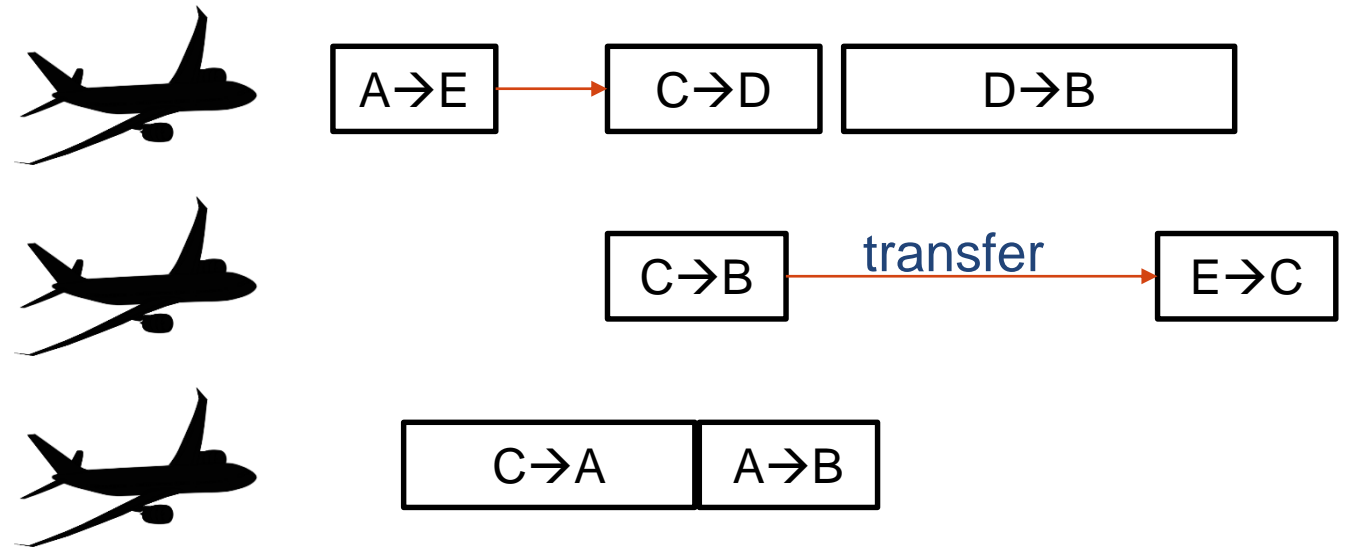 A→E
C→D
D→B
C→B
transfer
E→C
C→A
A→B